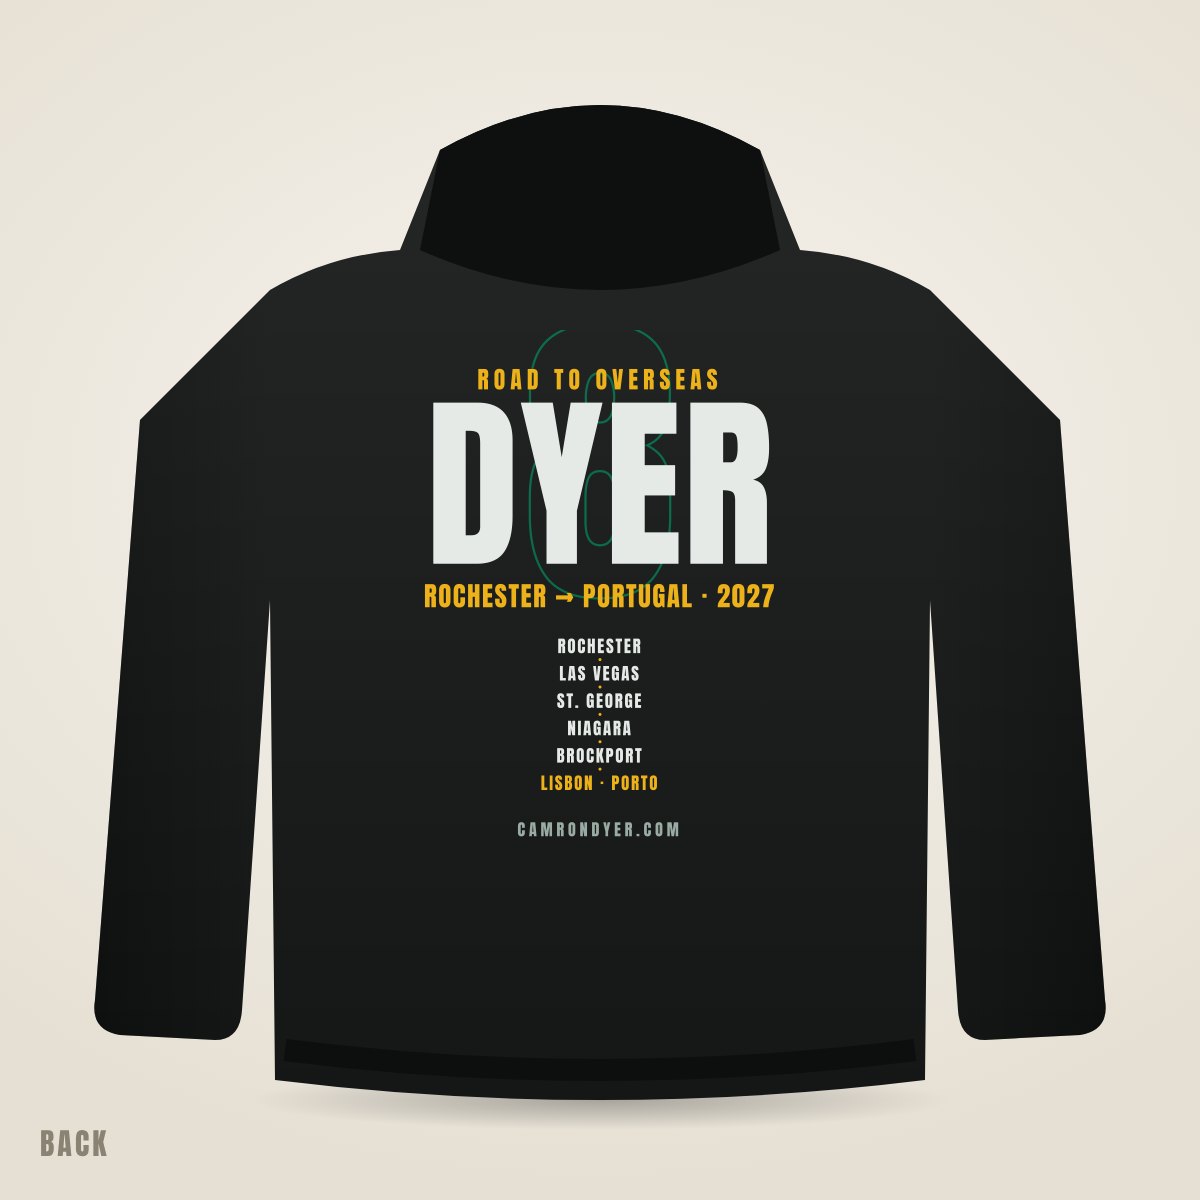 ROAD TO OVERSEAS
8
DYER
ROCHESTER → PORTUGAL · 2027
ROCHESTER
·
LAS VEGAS
·
ST. GEORGE
·
NIAGARA
·
BROCKPORT
·
LISBON · PORTO
CAMRONDYER.COM
BACK